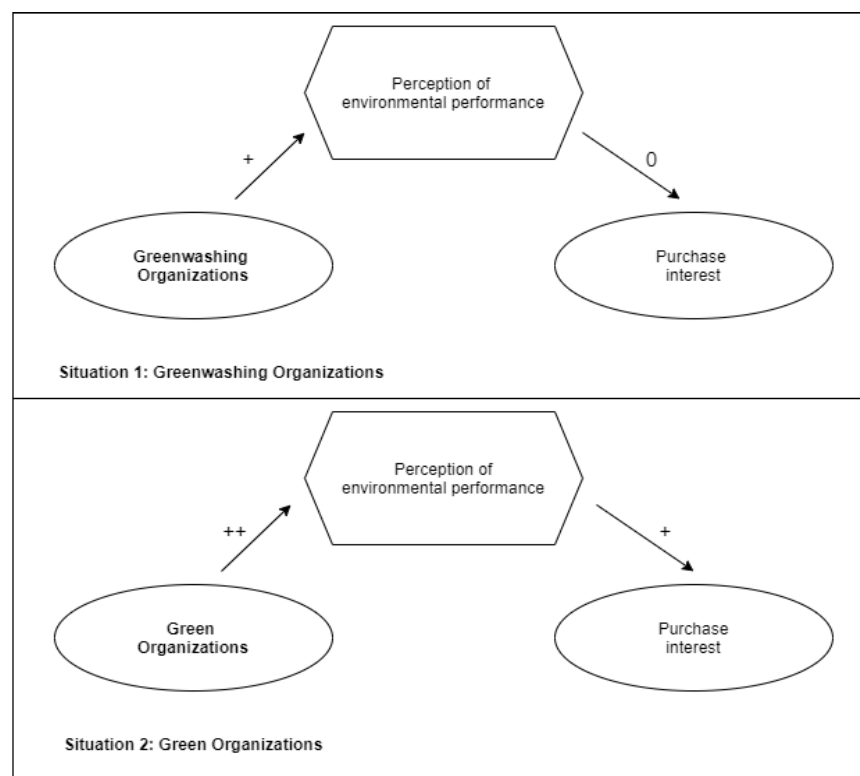 Perception of
environmental performance
+
0
Greenwashing
Organizations
Purchase
interest
Situation 1: Greenwashing Organizations
Perception of
environmental performance
++
+
Green
Organizations
Purchase
interest
Situation 2: Green Organizations